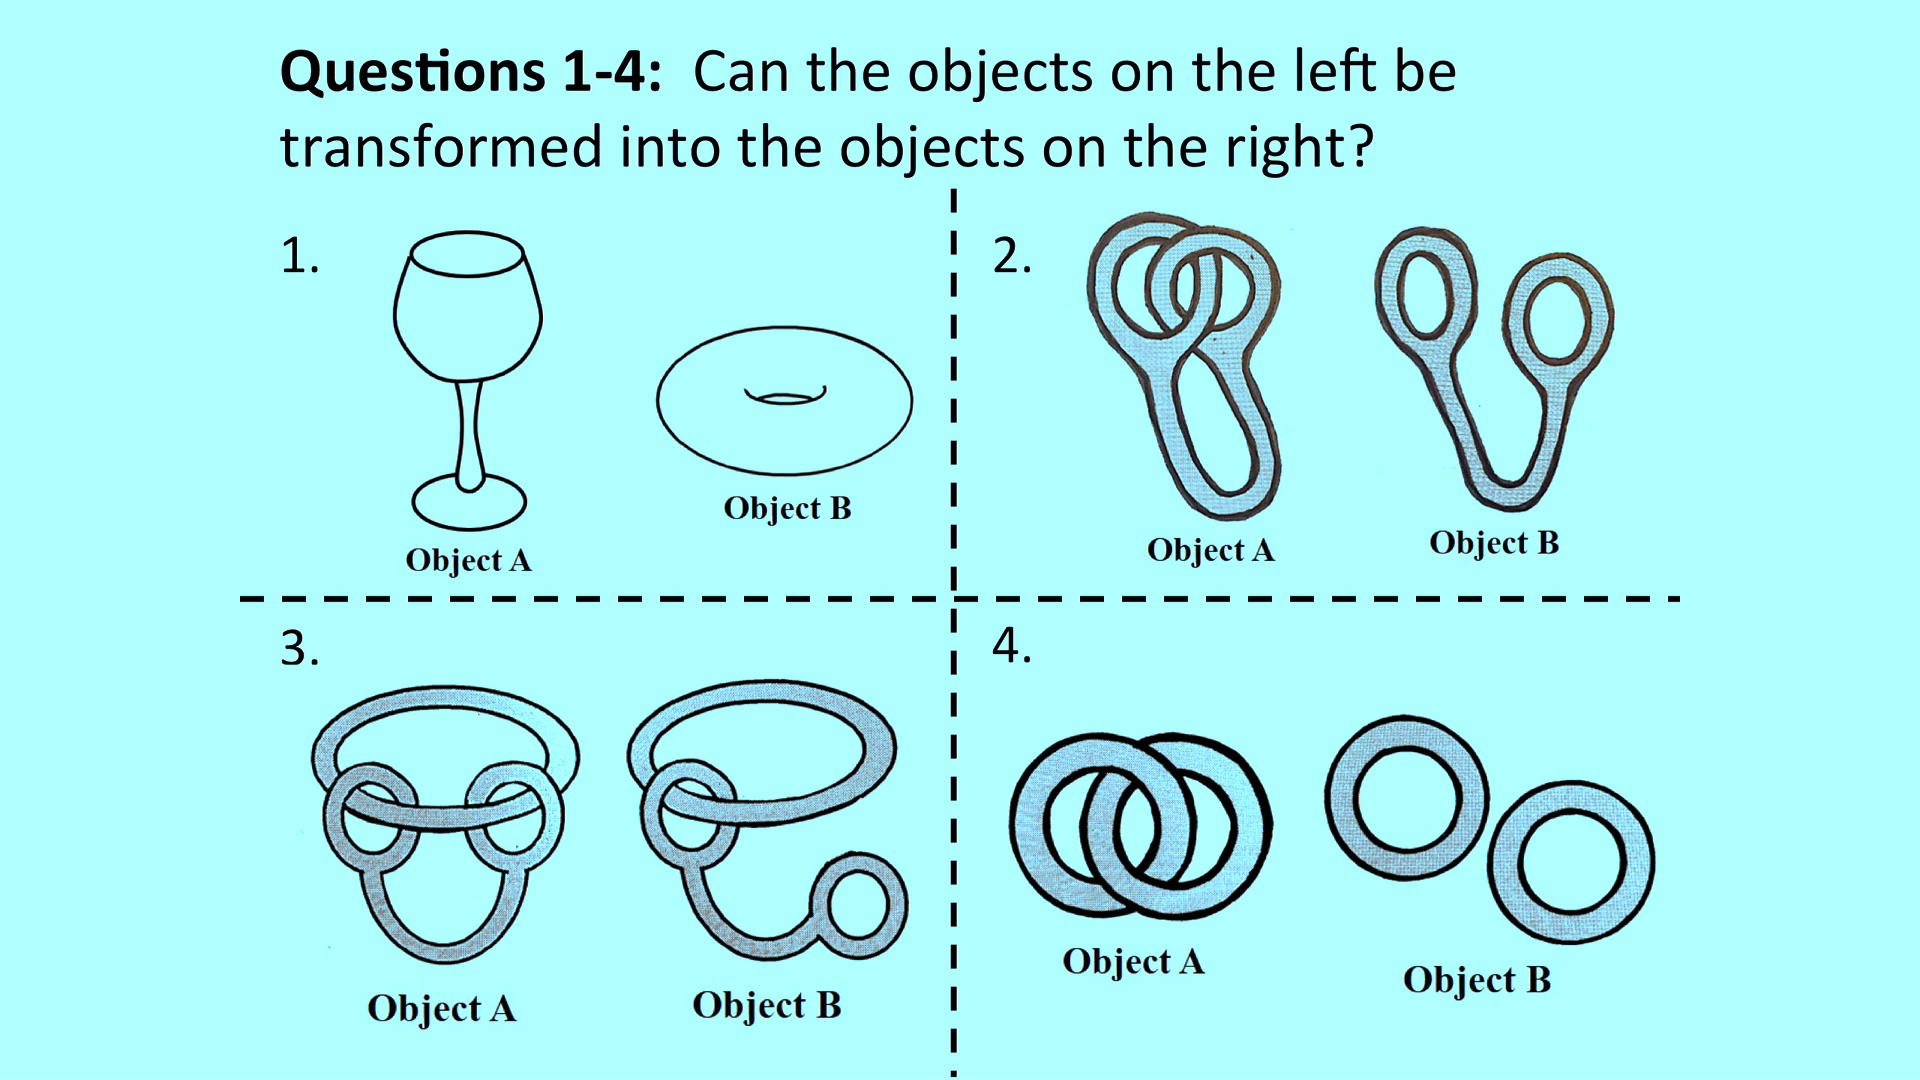 Questions 1-4: Can the objects on the left be
transformed into the objects on the right?
1.
Object A
Object B
2.
Object A
Object B
3.
Object A
Object B
4.
Object A
Object B